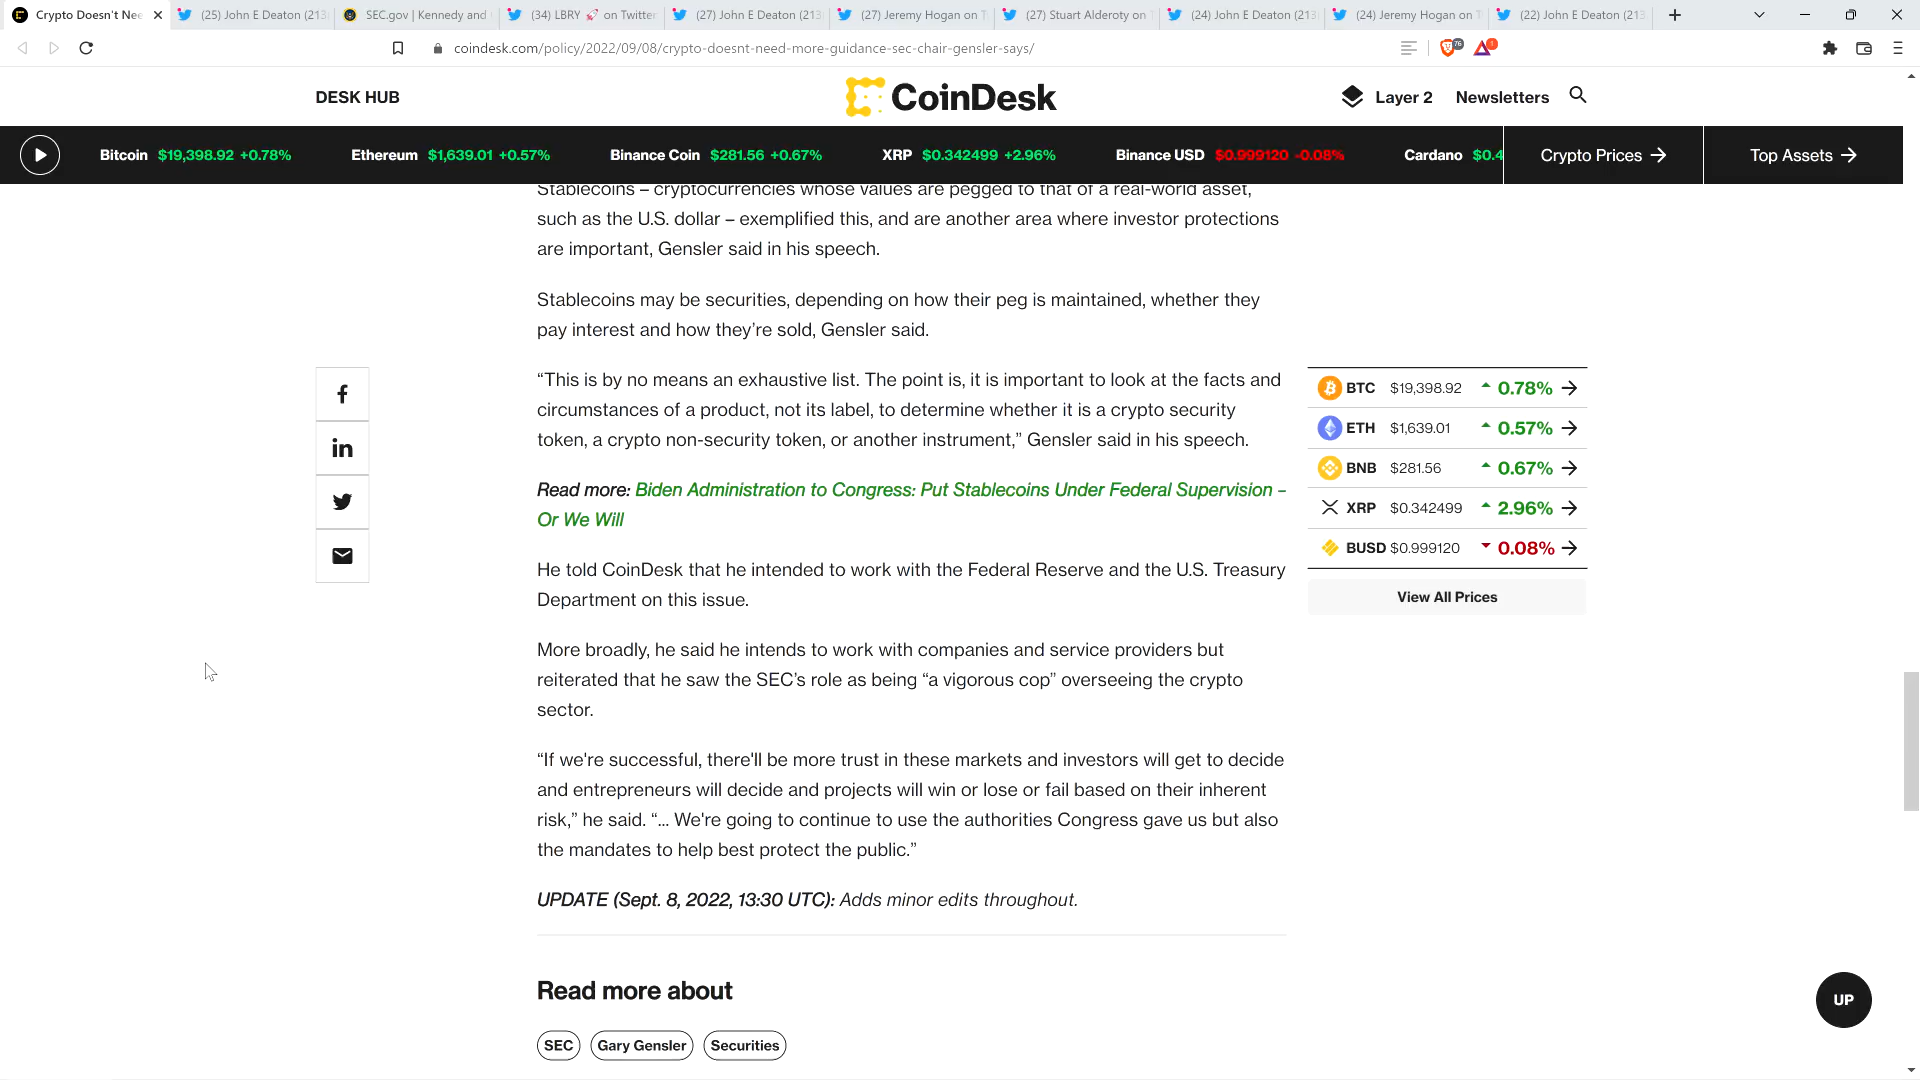 Crypto Doesn't Nee
(25) John E Deaton (213
SEC.gov | Kennedy and
(34) LBRY 🚀 on Twitter
(27) John E Deaton (213
(27) Jeremy Hogan on T
(27) Stuart Alderoty on
(24) John E Deaton (213
(24) Jeremy Hogan on T
(22) John E Deaton (213
coindesk.com/policy/2022/09/08/crypto-doesnt-need-more-guidance-sec-chair-gensler-says/
76
1
DESK HUB
CoinDesk
Layer 2
Newsletters
Bitcoin $19,398.92 +0.78%
Ethereum $1,639.01 +0.57%
Binance Coin $281.56 +0.67%
XRP $0.342499 +2.96%
Binance USD $0.999120 -0.08%
Cardano $0.4
Crypto Prices →
Top Assets →
Stablecoins – cryptocurrencies whose values are pegged to that of a real-world asset,
such as the U.S. dollar – exemplified this, and are another area where investor protections
are important, Gensler said in his speech.
Stablecoins may be securities, depending on how their peg is maintained, whether they
pay interest and how they’re sold, Gensler said.
“This is by no means an exhaustive list. The point is, it is important to look at the facts and
circumstances of a product, not its label, to determine whether it is a crypto security
token, a crypto non-security token, or another instrument,” Gensler said in his speech.
Read more: Biden Administration to Congress: Put Stablecoins Under Federal Supervision –
Or We Will
He told CoinDesk that he intended to work with the Federal Reserve and the U.S. Treasury
Department on this issue.
More broadly, he said he intends to work with companies and service providers but
reiterated that he saw the SEC’s role as being “a vigorous cop” overseeing the crypto
sector.
“If we're successful, there'll be more trust in these markets and investors will get to decide
and entrepreneurs will decide and projects will win or lose or fail based on their inherent
risk,” he said. “... We're going to continue to use the authorities Congress gave us but also
the mandates to help best protect the public.”
UPDATE (Sept. 8, 2022, 13:30 UTC): Adds minor edits throughout.
Read more about
SEC
Gary Gensler
Securities
BTC $19,398.92 0.78% →
ETH $1,639.01 0.57% →
BNB $281.56 0.67% →
XRP $0.342499 2.96% →
BUSD $0.999120 0.08% →
View All Prices
UP